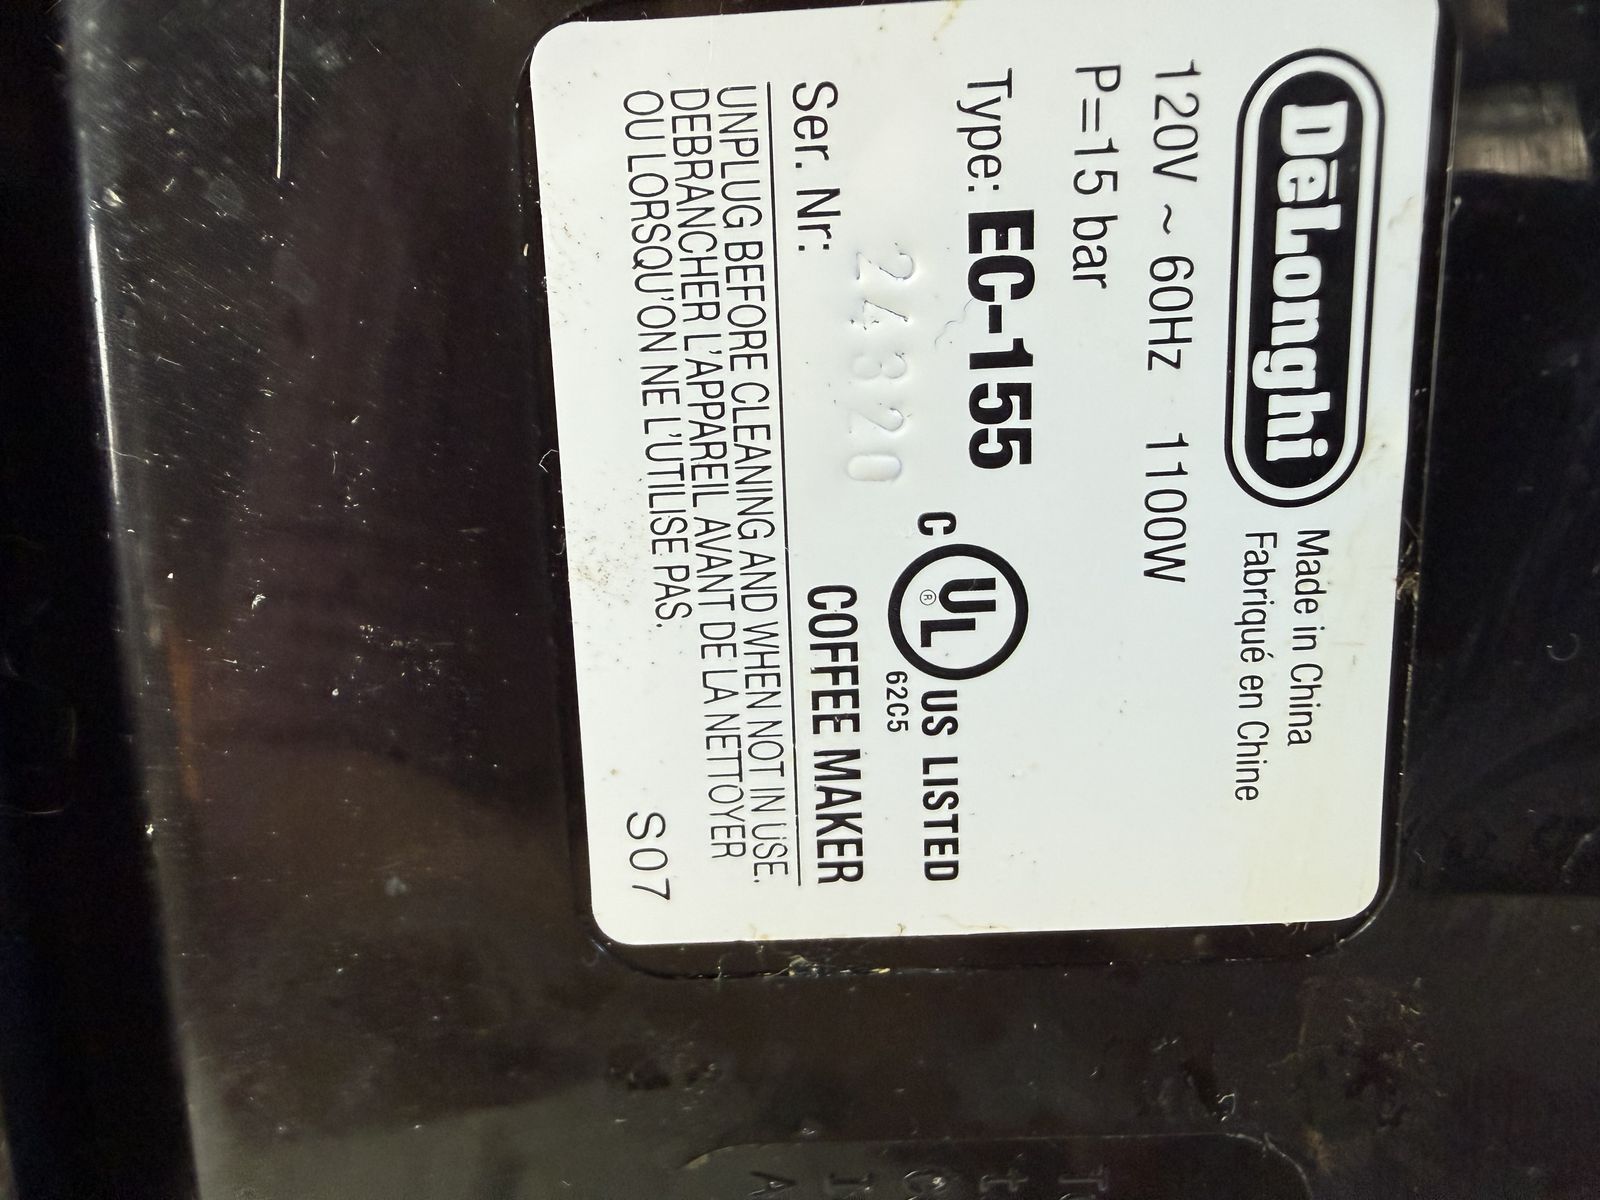 DeLonghi
Made in China
Fabriqué en Chine
120V ~ 60Hz 1100W
P=15 bar
Type: EC-155
C UL US LISTED
®
62C5
24320
Ser. Nr:
COFFEE MAKER
UNPLUG BEFORE CLEANING AND WHEN NOT IN USE.
DEBRANCHER L'APPAREIL AVANT DE LA NETTOYER
OU LORSQU'ON NE L'UTILISE PAS.
S07